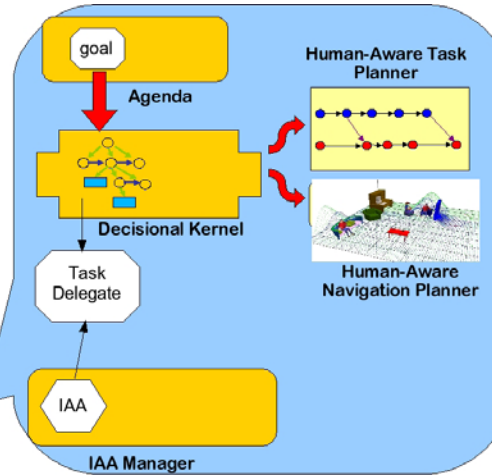 goal
Agenda
Human-Aware Task
Planner
Decisional Kernel
Human-Aware
Navigation Planner
Task
Delegate
IAA
IAA Manager